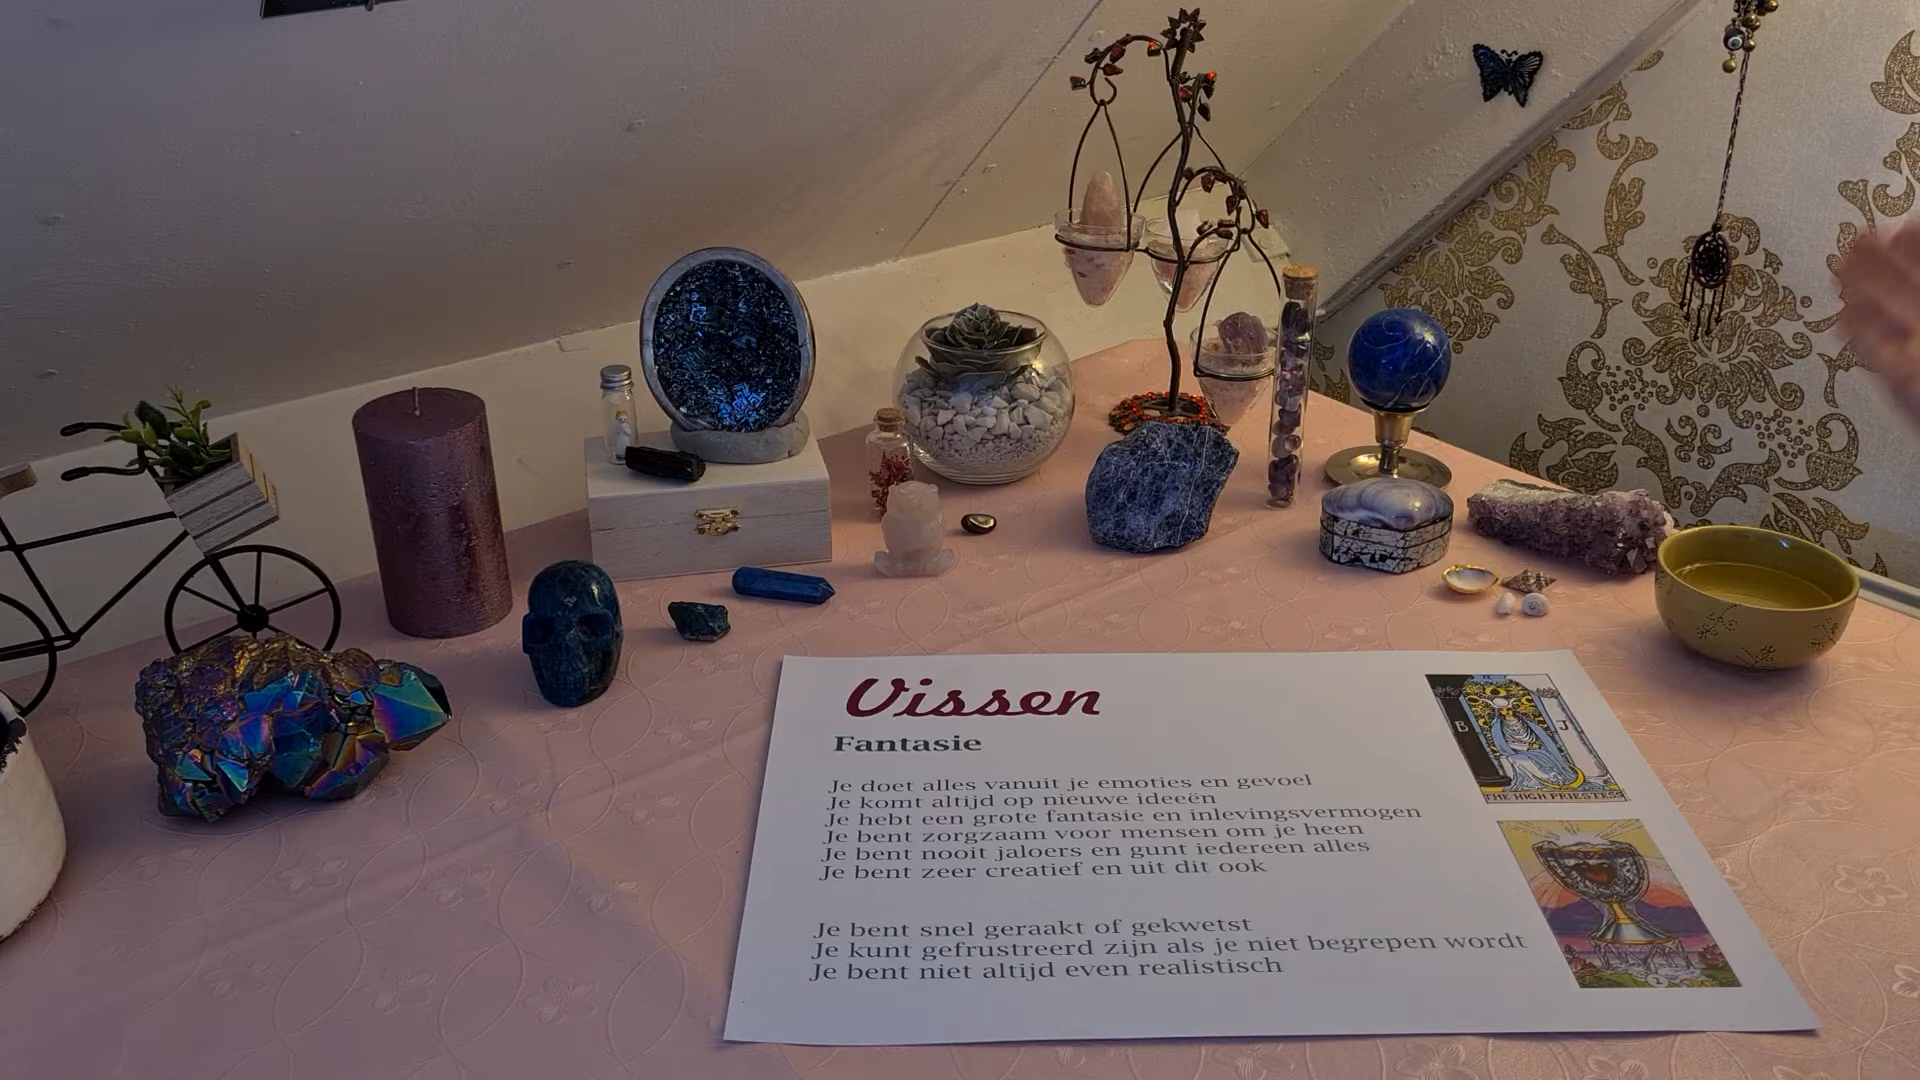 Vissen
Fantasie
Je doet alles vanuit je emoties en gevoel
Je komt altijd op nieuwe ideeën
Je hebt een grote fantasie en inlevingsvermogen
Je bent zorgzaam voor mensen om je heen
Je bent nooit jaloers en gunt iedereen alles
Je bent zeer creatief en uit dit ook
Je bent snel geraakt of gekwetst
Je kunt gefrustreerd zijn als je niet begrepen wordt
Je bent niet altijd even realistisch
II
B J
THE HIGH PRIESTESS
1